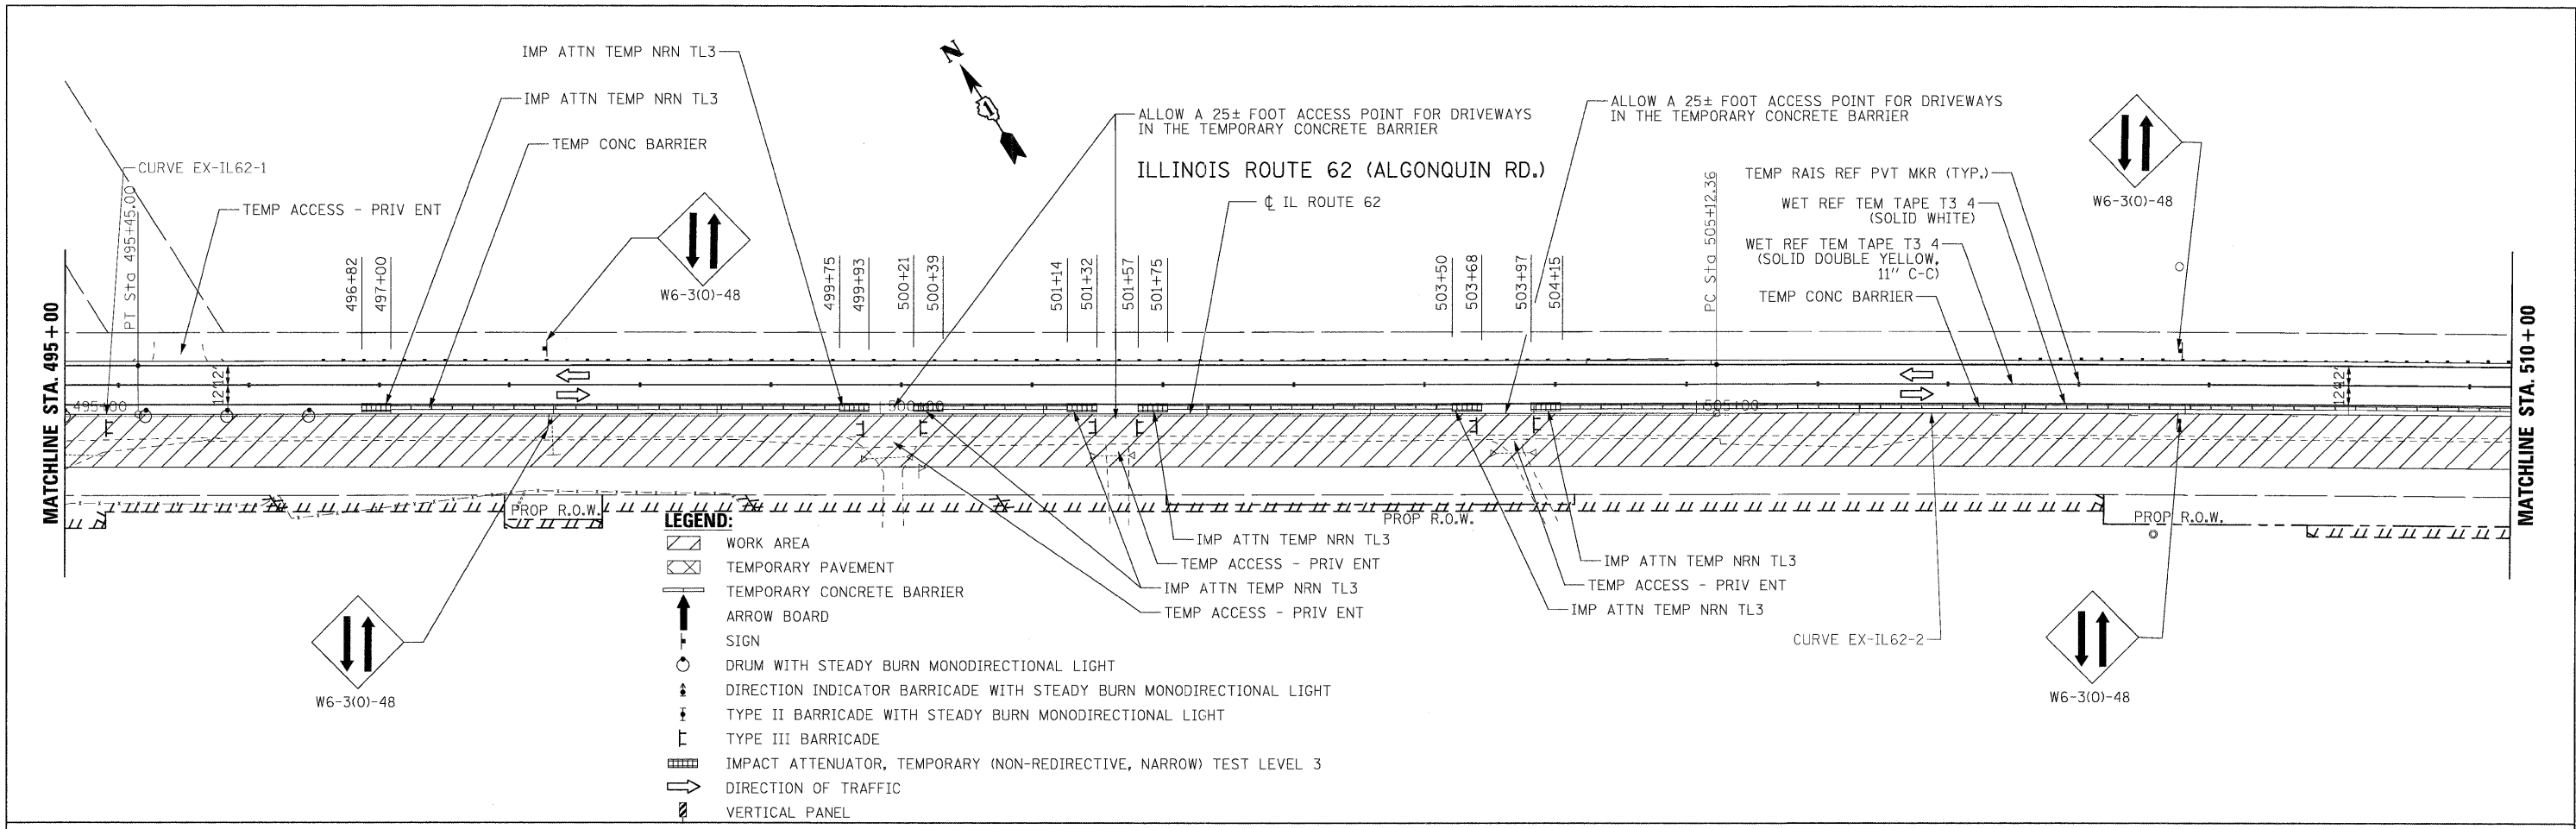 IMP ATTN TEMP NRN TL3
IMP ATTN TEMP NRN TL3
TEMP CONC BARRIER
CURVE EX-IL62-1
PT Sta 495+45.00
TEMP ACCESS - PRIV ENT
N
1
ALLOW A 25± FOOT ACCESS POINT FOR DRIVEWAYS
IN THE TEMPORARY CONCRETE BARRIER
ILLINOIS ROUTE 62 (ALGONQUIN RD.)
℄ IL ROUTE 62
ALLOW A 25± FOOT ACCESS POINT FOR DRIVEWAYS
IN THE TEMPORARY CONCRETE BARRIER
PC Sta 505+12.36
TEMP RAIS REF PVT MKR (TYP.)
WET REF TEM TAPE T3 4
(SOLID WHITE)
WET REF TEM TAPE T3 4
(SOLID DOUBLE YELLOW,
11" C-C)
TEMP CONC BARRIER
W6-3(O)-48
W6-3(O)-48
496+82
497+00
499+75
499+93
500+21
500+39
501+14
501+32
501+57
501+75
503+50
503+68
503+97
504+15
MATCHLINE STA. 495+00
MATCHLINE STA. 510+00
12'
12'
12'
12'
495+00
500+00
505+00
PROP R.O.W.
PROP R.O.W.
PROP R.O.W.
IMP ATTN TEMP NRN TL3
TEMP ACCESS - PRIV ENT
IMP ATTN TEMP NRN TL3
TEMP ACCESS - PRIV ENT
IMP ATTN TEMP NRN TL3
TEMP ACCESS - PRIV ENT
IMP ATTN TEMP NRN TL3
CURVE EX-IL62-2
W6-3(O)-48
W6-3(O)-48
LEGEND:
WORK AREA
TEMPORARY PAVEMENT
TEMPORARY CONCRETE BARRIER
ARROW BOARD
SIGN
DRUM WITH STEADY BURN MONODIRECTIONAL LIGHT
DIRECTION INDICATOR BARRICADE WITH STEADY BURN MONODIRECTIONAL LIGHT
TYPE II BARRICADE WITH STEADY BURN MONODIRECTIONAL LIGHT
TYPE III BARRICADE
IMPACT ATTENUATOR, TEMPORARY (NON-REDIRECTIVE, NARROW) TEST LEVEL 3
DIRECTION OF TRAFFIC
VERTICAL PANEL